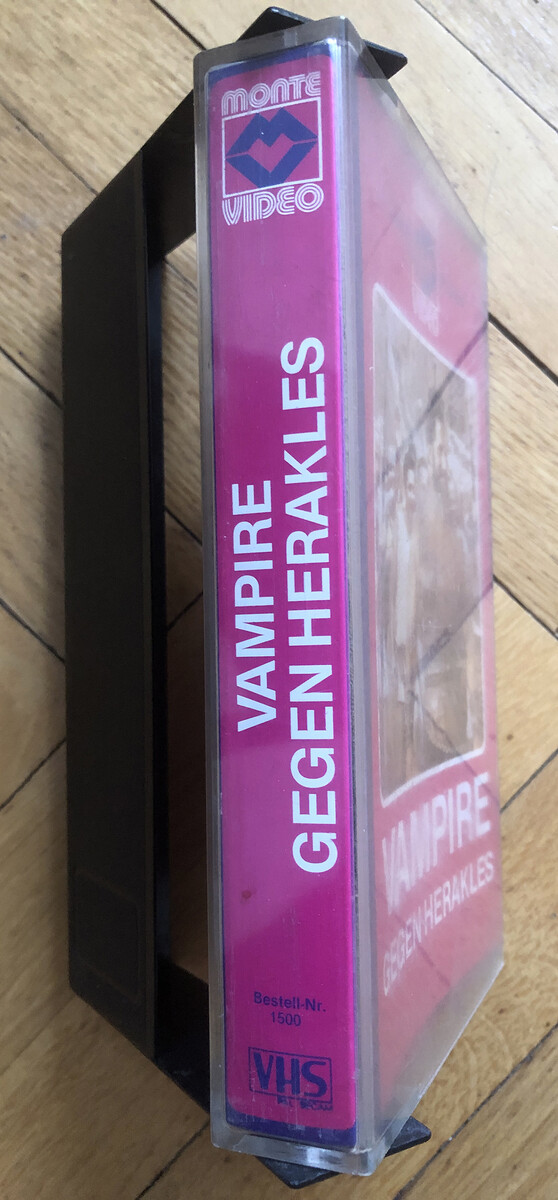 MONTE
VIDEO
VAMPIRE
GEGEN HERAKLES
Bestell-Nr.
1500
VHS
VAMPIRE
GEGEN HERAKLES